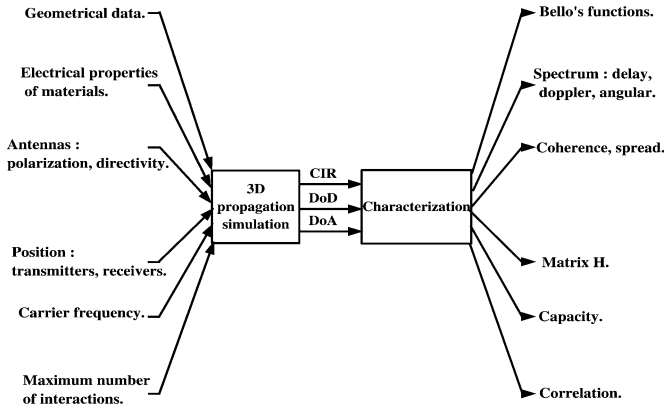 Geometrical data.
Electrical properties
of materials.
Antennas :
polarization, directivity.
Position :
transmitters, receivers.
Carrier frequency.
Maximum number
of interactions.
3D
propagation
simulation
CIR
DoD
DoA
Characterization
Bello's functions.
Spectrum : delay,
doppler, angular.
Coherence, spread.
Matrix H.
Capacity.
Correlation.